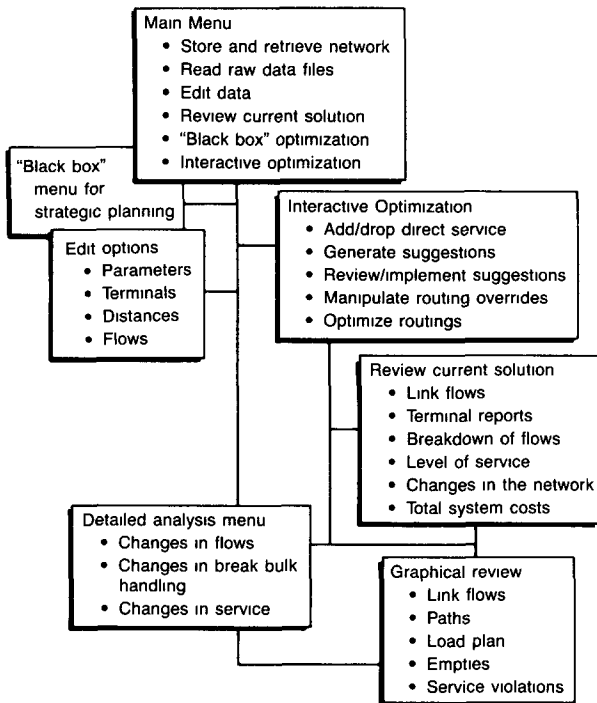 Main Menu
• Store and retrieve network
• Read raw data files
• Edit data
• Review current solution
• "Black box" optimization
• Interactive optimization
"Black box"
menu for
strategic planning
Edit options
• Parameters
• Terminals
• Distances
• Flows
Interactive Optimization
• Add/drop direct service
• Generate suggestions
• Review/implement suggestions
• Manipulate routing overrides
• Optimize routings
Review current solution
• Link flows
• Terminal reports
• Breakdown of flows
• Level of service
• Changes in the network
• Total system costs
Detailed analysis menu
• Changes in flows
• Changes in break bulk
handling
• Changes in service
Graphical review
• Link flows
• Paths
• Load plan
• Empties
• Service violations